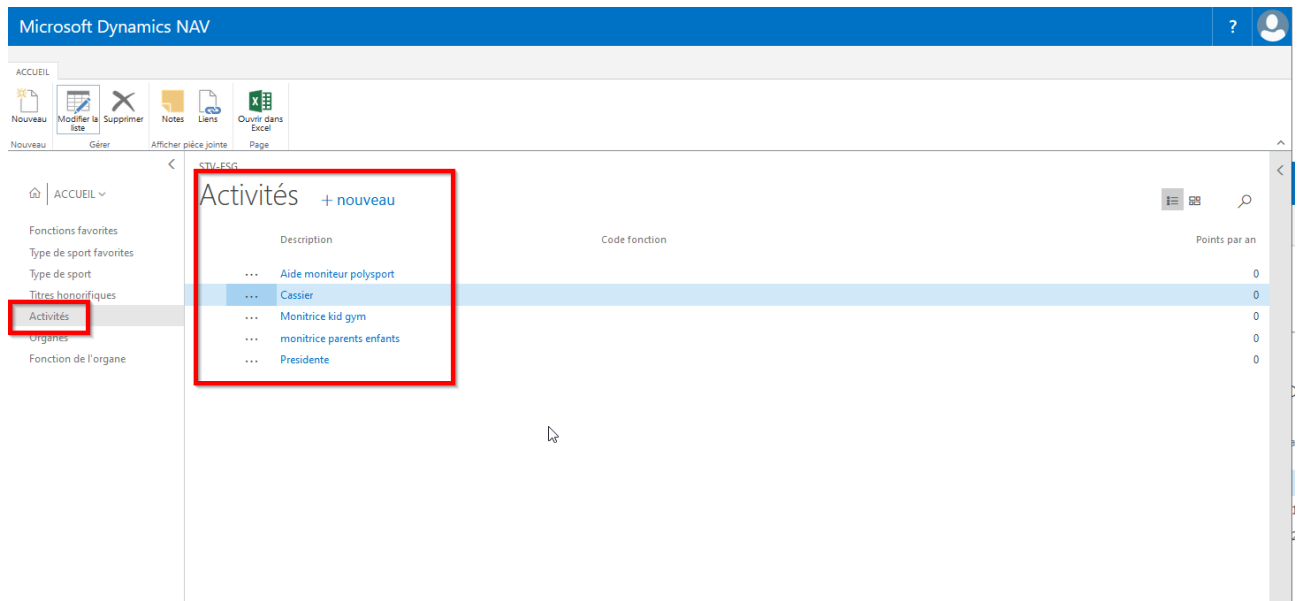 Microsoft Dynamics NAV
?
ACCUEIL
Nouveau
Modifier la liste
Supprimer
Notes
Liens
Ouvrir dans Excel
Nouveau
Gérer
Afficher pièce jointe
Page
STV-FSG
ACCUEIL
Activités + nouveau
Fonctions favorites
Type de sport favorites
Type de sport
Titres honorifiques
Activités
Organes
Fonction de l'organe
Description Code fonction Points par an
... Aide moniteur polysport 0
... Cassier 0
... Monitrice kid gym 0
... monitrice parents enfants 0
... Presidente 0